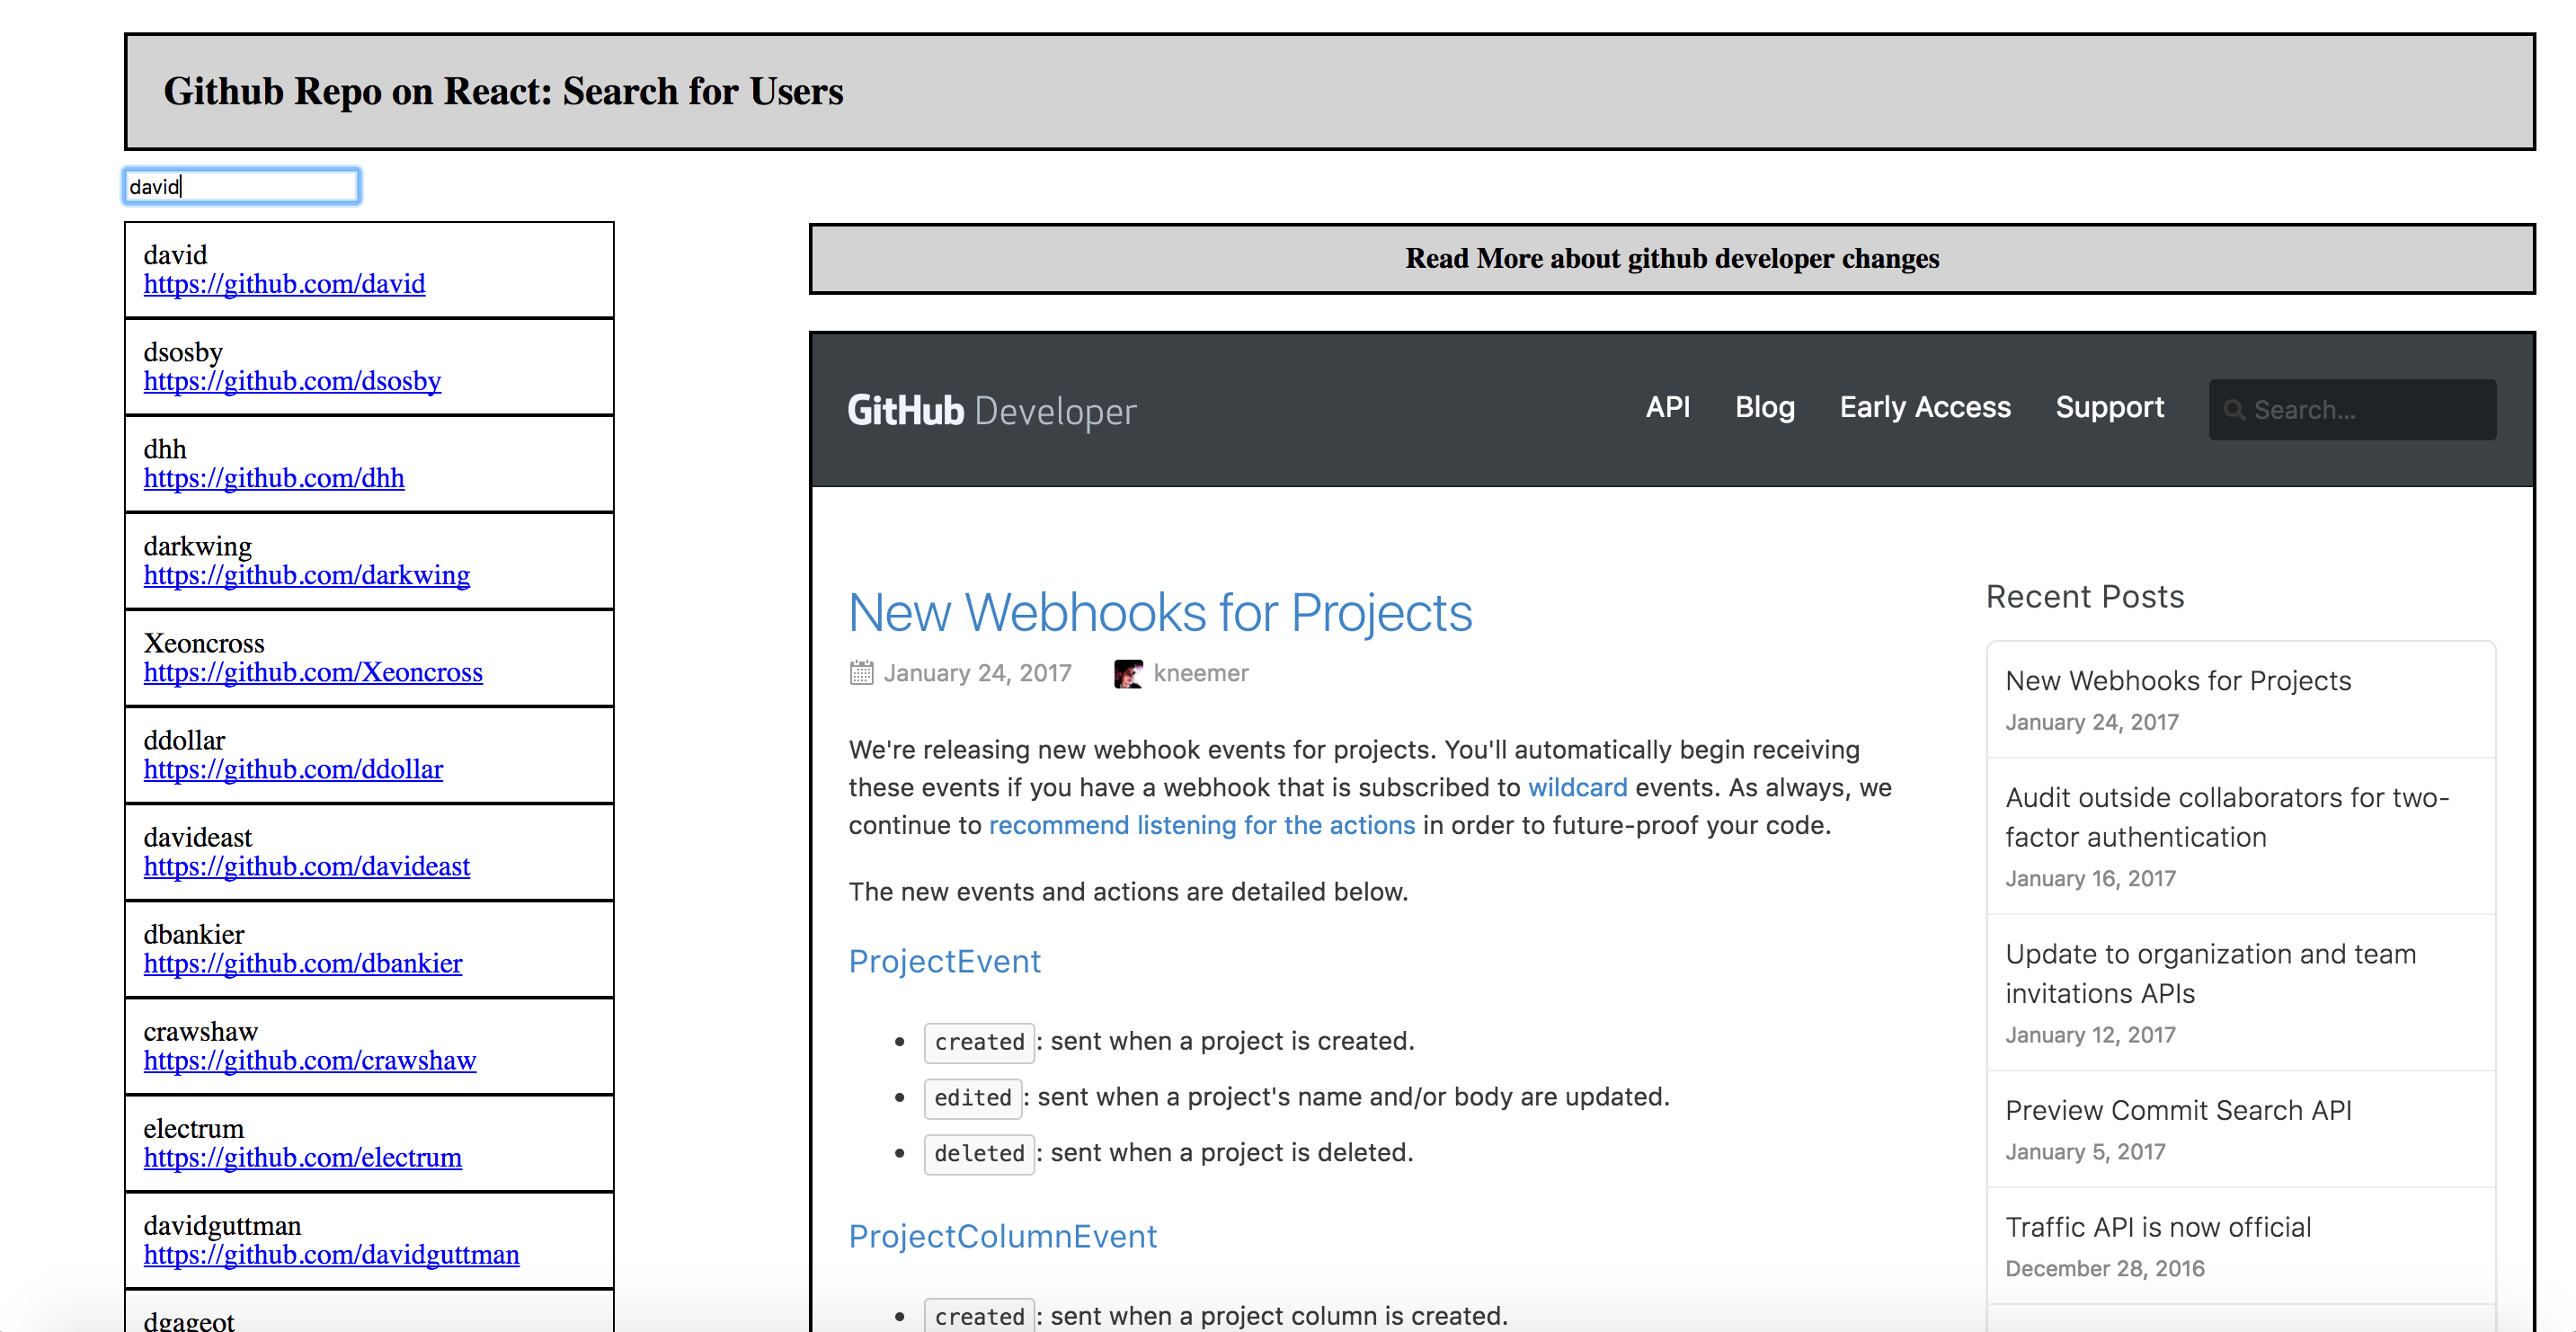 Github Repo on React: Search for Users
david
david
https://github.com/david
dsosby
https://github.com/dsosby
dhh
https://github.com/dhh
darkwing
https://github.com/darkwing
Xeoncross
https://github.com/Xeoncross
ddollar
https://github.com/ddollar
davideast
https://github.com/davideast
dbankier
https://github.com/dbankier
crawshaw
https://github.com/crawshaw
electrum
https://github.com/electrum
davidguttman
https://github.com/davidguttman
dgageot
Read More about github developer changes
GitHub Developer
API Blog Early Access Support Search...
New Webhooks for Projects
January 24, 2017 kneemer
We're releasing new webhook events for projects. You'll automatically begin receiving
these events if you have a webhook that is subscribed to wildcard events. As always, we
continue to recommend listening for the actions in order to future-proof your code.
The new events and actions are detailed below.
ProjectEvent
• created : sent when a project is created.
• edited : sent when a project's name and/or body are updated.
• deleted : sent when a project is deleted.
ProjectColumnEvent
• created : sent when a project column is created.
Recent Posts
New Webhooks for Projects
January 24, 2017
Audit outside collaborators for two-
factor authentication
January 16, 2017
Update to organization and team
invitations APIs
January 12, 2017
Preview Commit Search API
January 5, 2017
Traffic API is now official
December 28, 2016